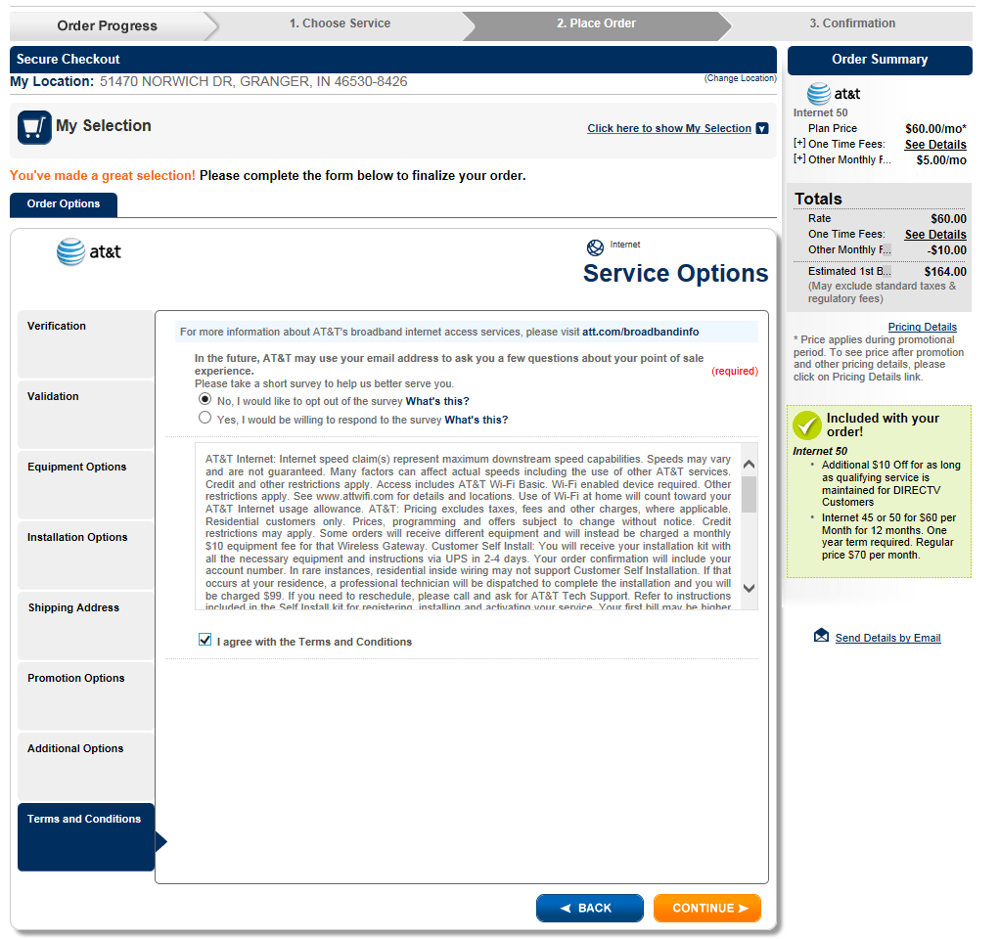 Order Progress
1. Choose Service
2. Place Order
3. Confirmation
Secure Checkout
My Location: 51470 NORWICH DR, GRANGER, IN 46530-8426
(Change Location)
My Selection
Click here to show My Selection
You've made a great selection! Please complete the form below to finalize your order.
Order Options
at&t
Internet
Service Options
Verification
Validation
Equipment Options
Installation Options
Shipping Address
Promotion Options
Additional Options
Terms and Conditions
For more information about AT&T's broadband internet access services, please visit att.com/broadbandinfo
In the future, AT&T may use your email address to ask you a few questions about your point of sale
experience.
(required)
Please take a short survey to help us better serve you.
No, I would like to opt out of the survey What's this?
Yes, I would be willing to respond to the survey What's this?
AT&T Internet: Internet speed claim(s) represent maximum downstream speed capabilities. Speeds may vary
and are not guaranteed. Many factors can affect actual speeds including the use of other AT&T services.
Credit and other restrictions apply. Access includes AT&T Wi-Fi Basic. Wi-Fi enabled device required. Other
restrictions apply. See www.attwifi.com for details and locations. Use of Wi-Fi at home will count toward your
AT&T Internet usage allowance. AT&T: Pricing excludes taxes, fees and other charges, where applicable.
Residential customers only. Prices, programming and offers subject to change without notice. Credit
restrictions may apply. Some orders will receive different equipment and will instead be charged a monthly
$10 equipment fee for that Wireless Gateway. Customer Self Install: You will receive your installation kit with
all the necessary equipment and instructions via UPS in 2-4 days. Your order confirmation will include your
account number. In rare instances, residential inside wiring may not support Customer Self Installation. If that
occurs at your residence, a professional technician will be dispatched to complete the installation and you will
be charged $99. If you need to reschedule, please call and ask for AT&T Tech Support. Refer to instructions
included in the Self Install kit for registering, installing and activating your service. Your first bill may be higher
I agree with the Terms and Conditions
BACK
CONTINUE
Order Summary
at&t
Internet 50
Plan Price $60.00/mo*
[+] One Time Fees: See Details
[+] Other Monthly F... $5.00/mo
Totals
Rate $60.00
One Time Fees: See Details
Other Monthly F... -$10.00
Estimated 1st B... $164.00
(May exclude standard taxes &
regulatory fees)
Pricing Details
* Price applies during promotional
period. To see price after promotion
and other pricing details, please
click on Pricing Details link.
Included with your
order!
Internet 50
• Additional $10 Off for as long
as qualifying service is
maintained for DIRECTV
Customers
• Internet 45 or 50 for $60 per
Month for 12 months. One
year term required. Regular
price $70 per month.
Send Details by Email